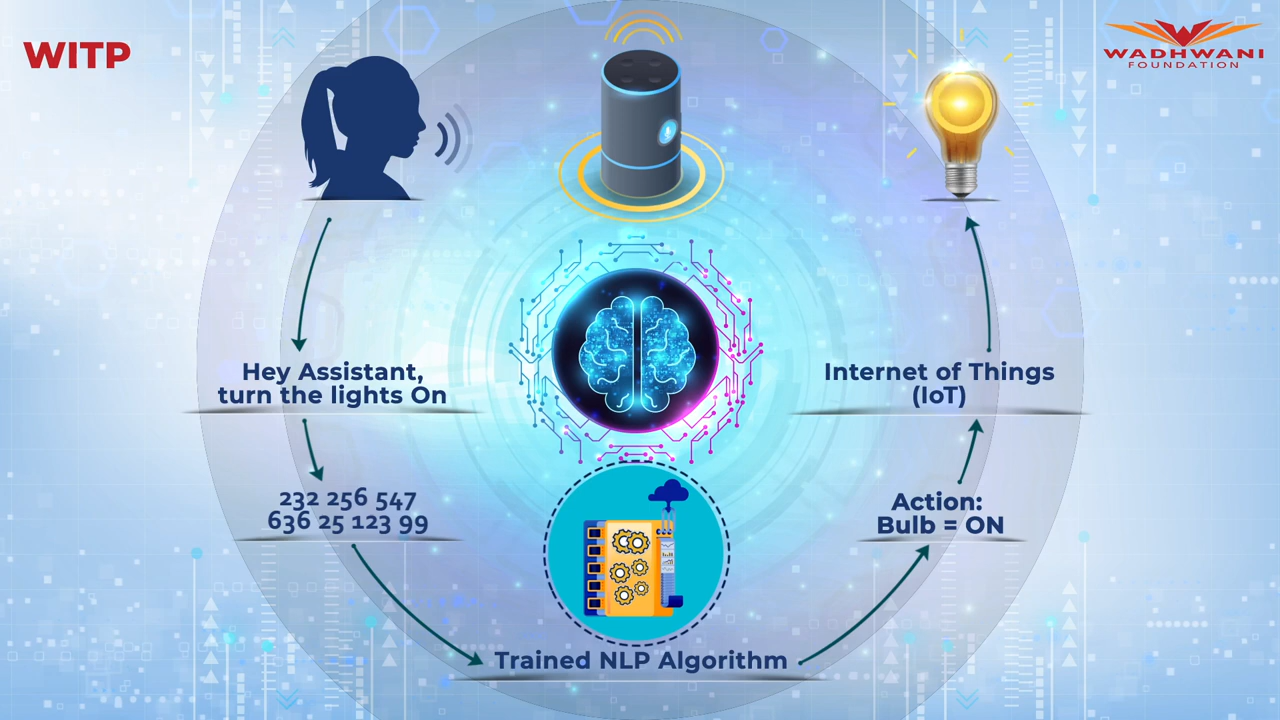 WITP
WADHWANI
FOUNDATION
Hey Assistant,
turn the lights On
232 256 547
636 25 123 99
Trained NLP Algorithm
Action:
Bulb = ON
Internet of Things
(IoT)